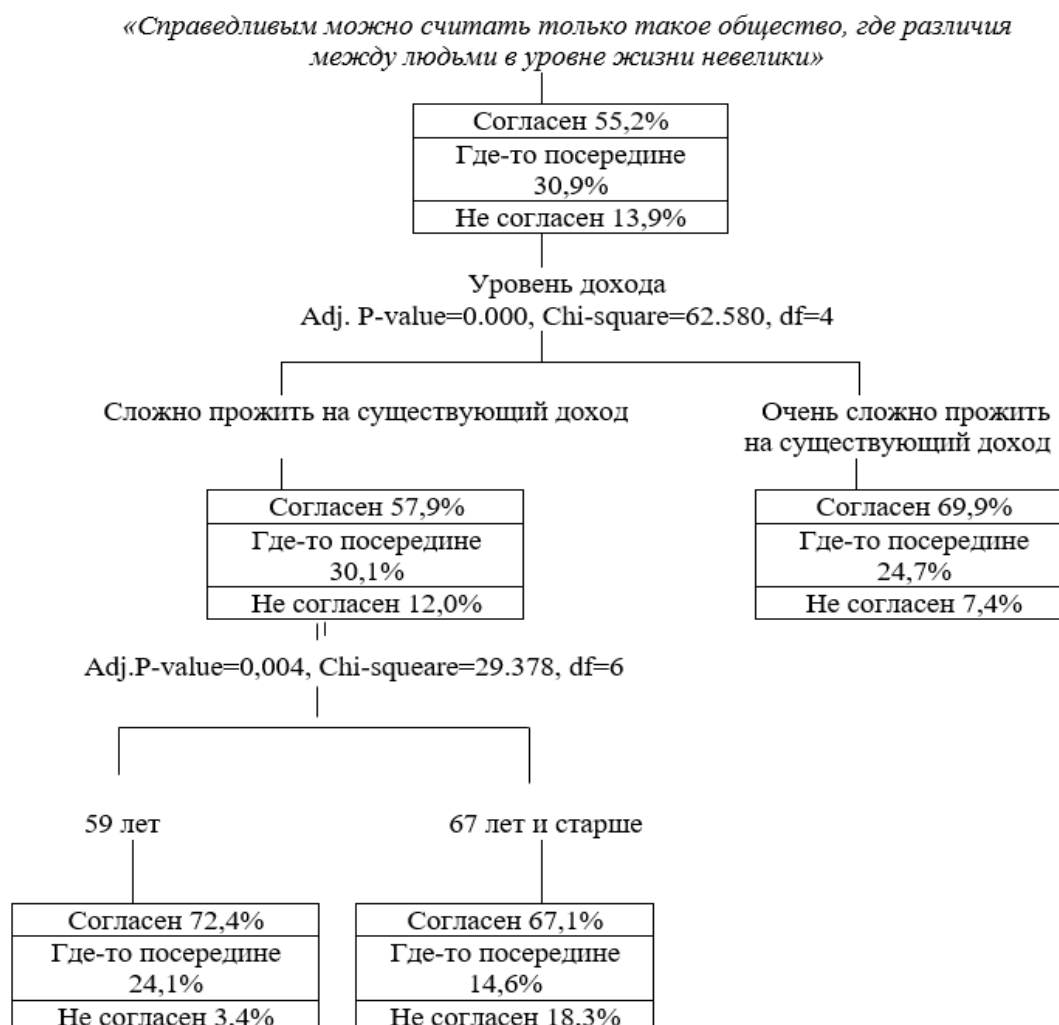 «Справедливым можно считать только такое общество, где различия
между людьми в уровне жизни невелики»
Согласен 55,2%
Где-то посередине
30,9%
Не согласен 13,9%
Уровень дохода
Adj. P-value=0.000, Chi-square=62.580, df=4
Сложно прожить на существующий доход
Очень сложно прожить
на существующий доход
Согласен 57,9%
Где-то посередине
30,1%
Не согласен 12,0%
Согласен 69,9%
Где-то посередине
24,7%
Не согласен 7,4%
Adj.P-value=0,004, Chi-squeare=29.378, df=6
59 лет
67 лет и старше
Согласен 72,4%
Где-то посередине
24,1%
Не согласен 3,4%
Согласен 67,1%
Где-то посередине
14,6%
Не согласен 18,3%